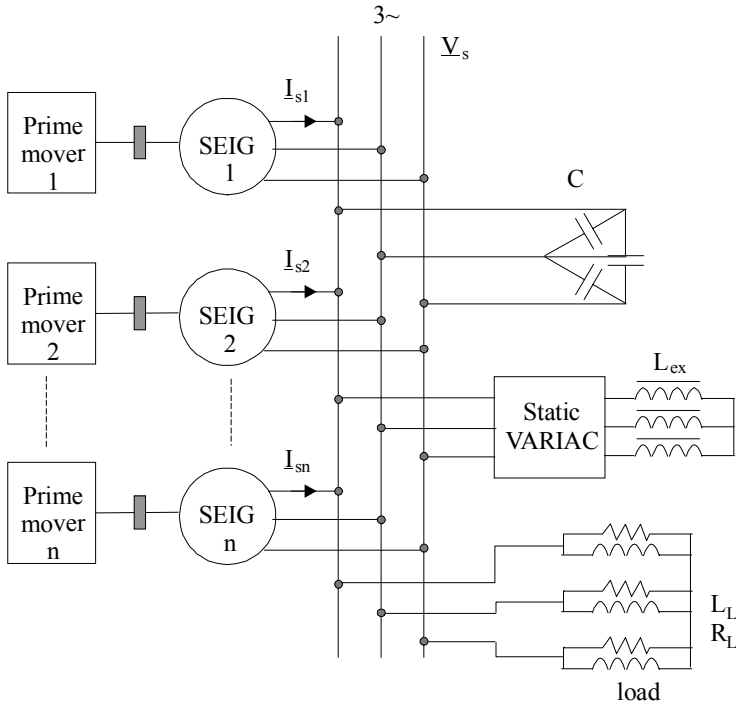 3~
V_s
I_s1
Prime
mover
1
SEIG
1
C
I_s2
Prime
mover
2
SEIG
2
L_ex
Static
VARIAC
I_sn
Prime
mover
n
SEIG
n
L_L
R_L
load